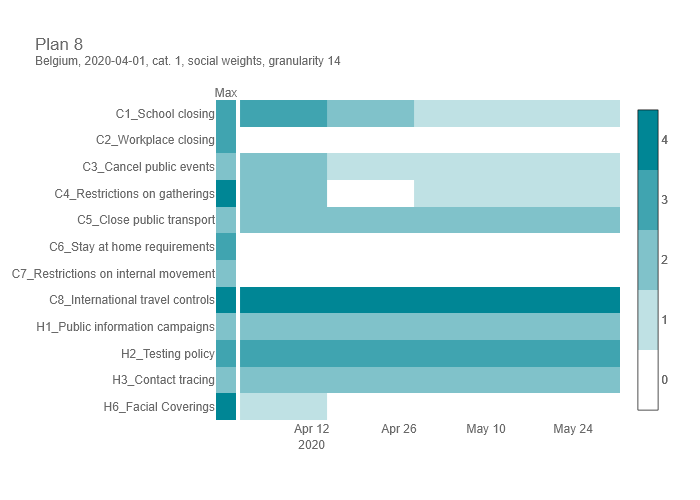 Plan 8
Belgium, 2020-04-01, cat. 1, social weights, granularity 14
Max
C1_School closing
C2_Workplace closing
C3_Cancel public events
C4_Restrictions on gatherings
C5_Close public transport
C6_Stay at home requirements
C7_Restrictions on internal movement
C8_International travel controls
H1_Public information campaigns
H2_Testing policy
H3_Contact tracing
H6_Facial Coverings
Apr 12
2020
Apr 26
May 10
May 24
4
3
2
1
0